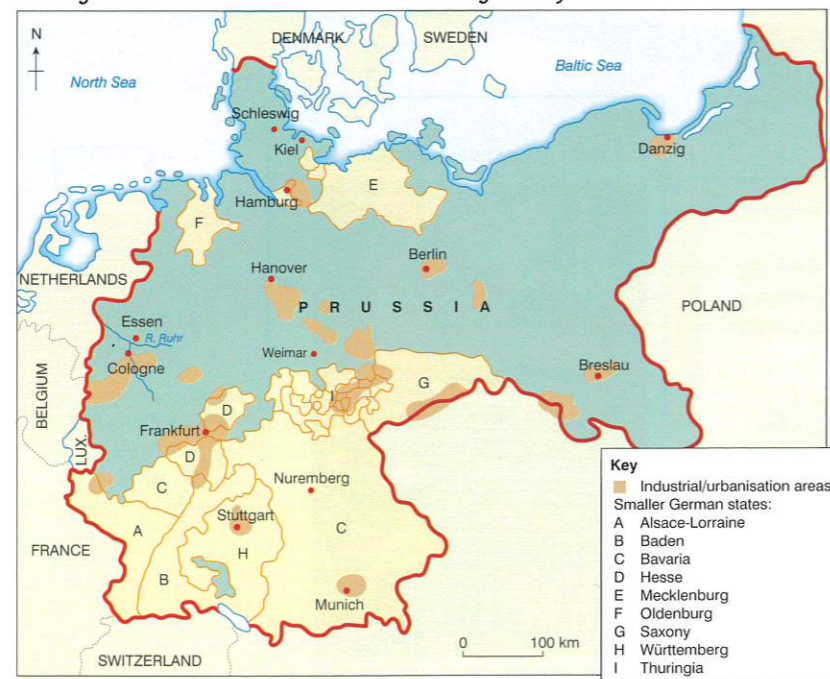 N
DENMARK
SWEDEN
North Sea
Baltic Sea
Schleswig
Kiel
Danzig
Hamburg
E
F
Hanover
Berlin
NETHERLANDS
PRUSSIA
POLAND
Essen
R. Ruhr
Weimar
Cologne
Breslau
BELGIUM
G
I
D
Frankfurt
LUX.
D
C
Nuremberg
Stuttgart
C
A
H
FRANCE
B
Munich
0 100 km
SWITZERLAND
Key
Industrial/urbanisation areas
Smaller German states:
A Alsace-Lorraine
B Baden
C Bavaria
D Hesse
E Mecklenburg
F Oldenburg
G Saxony
H Württemberg
I Thuringia